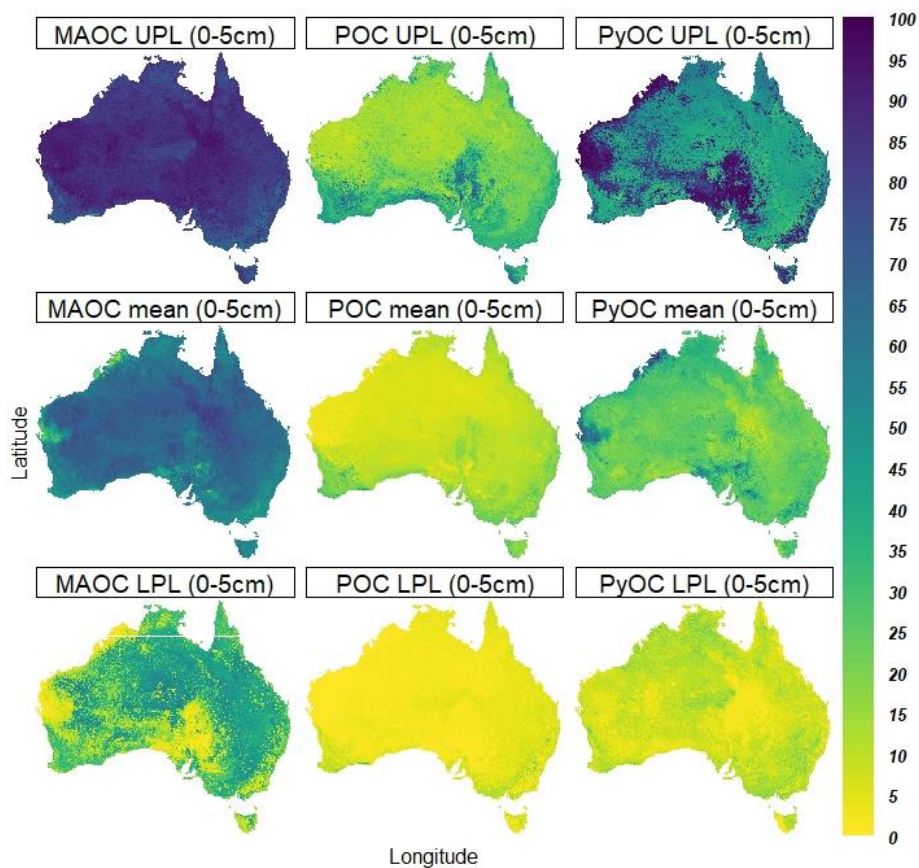 MAOC UPL (0-5cm)
POC UPL (0-5cm)
PyOC UPL (0-5cm)
MAOC mean (0-5cm)
POC mean (0-5cm)
PyOC mean (0-5cm)
MAOC LPL (0-5cm)
POC LPL (0-5cm)
PyOC LPL (0-5cm)
Latitude
Longitude
100
95
90
85
80
75
70
65
60
55
50
45
40
35
30
25
20
15
10
5
0